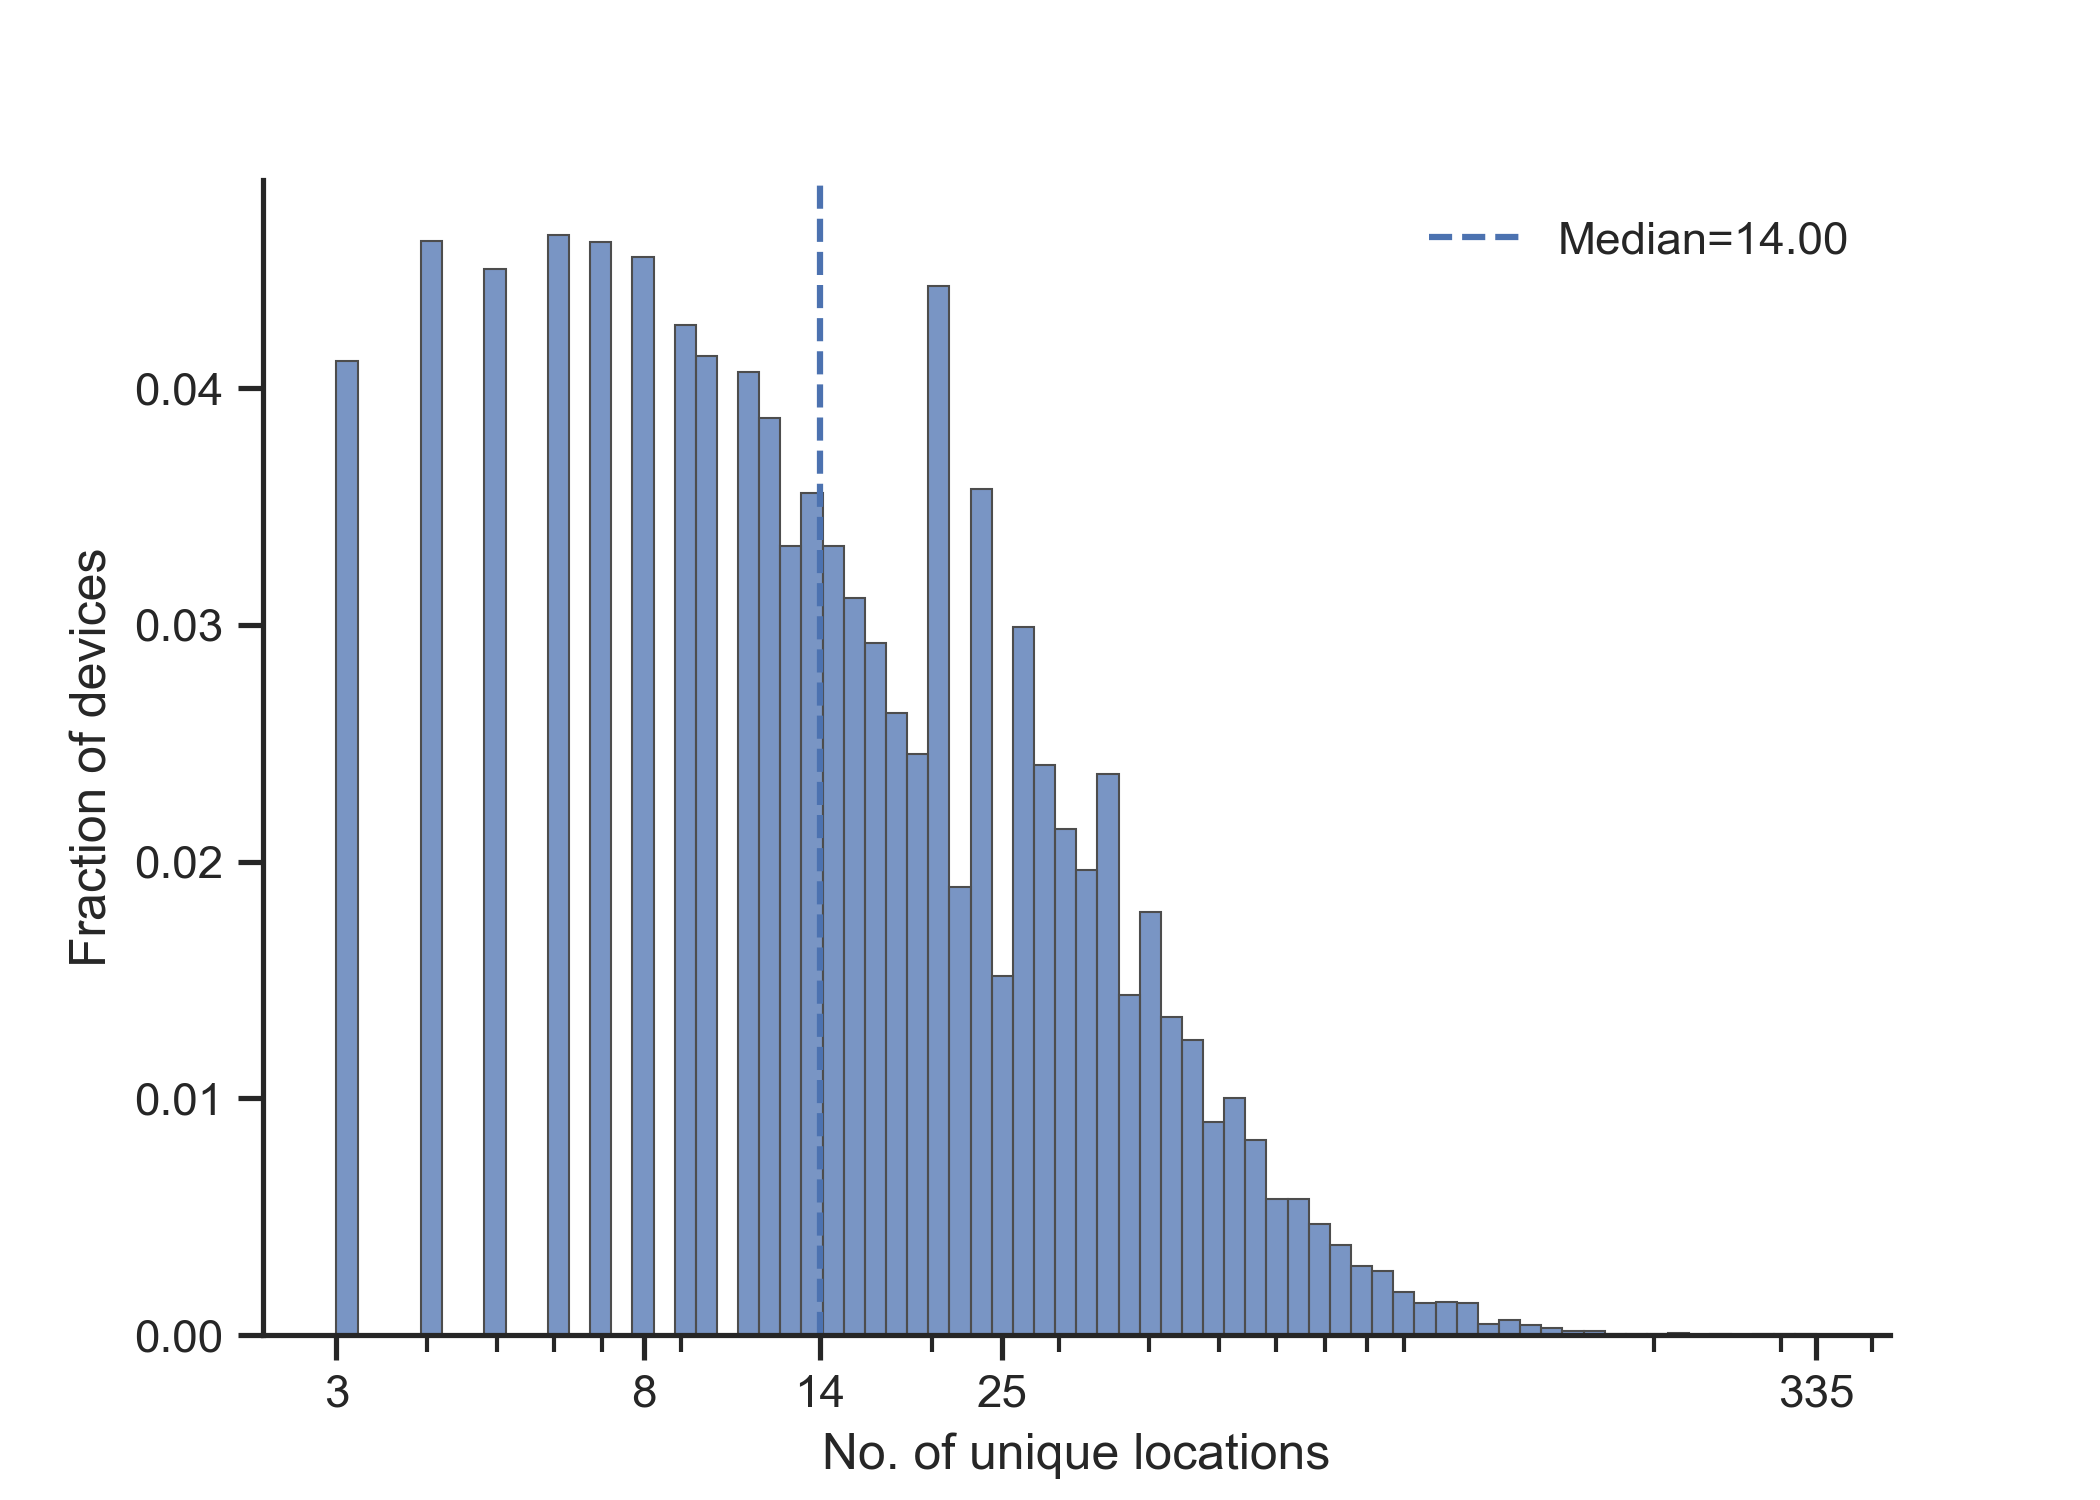 Median=14.00
0.04
0.03
0.02
0.01
0.00
Fraction of devices
3 8 14 25 335
No. of unique locations